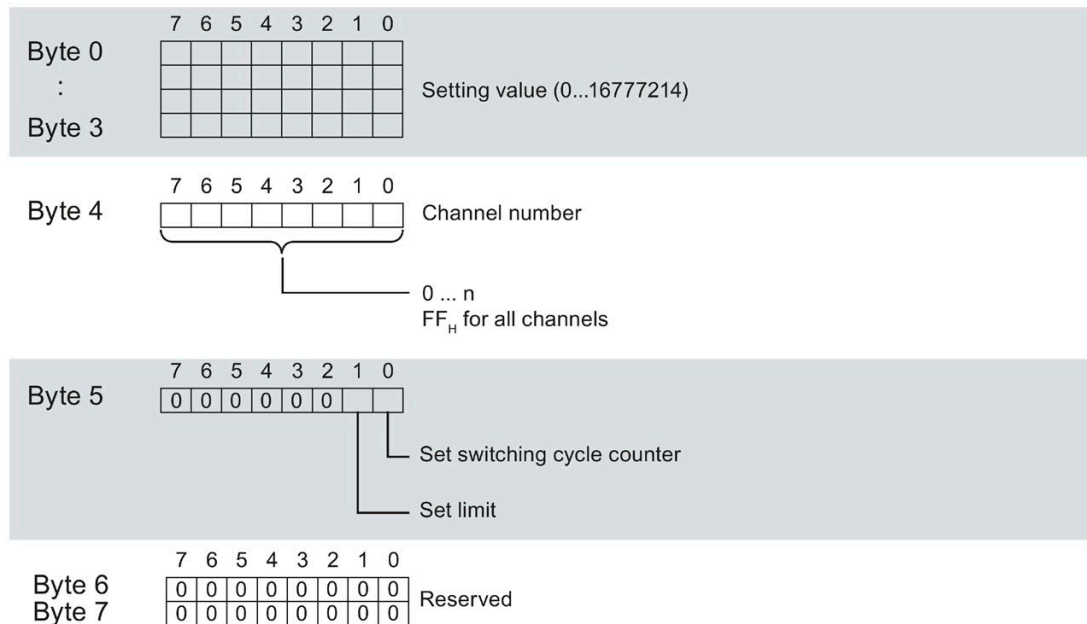 7 6 5 4 3 2 1 0
Byte 0
:
Byte 3
Setting value (0...16777214)
7 6 5 4 3 2 1 0
Byte 4
Channel number
0 ... n
FFH for all channels
7 6 5 4 3 2 1 0
Byte 5
0 0 0 0 0 0
Set switching cycle counter
Set limit
7 6 5 4 3 2 1 0
Byte 6
0 0 0 0 0 0 0 0
Reserved
Byte 7
0 0 0 0 0 0 0 0